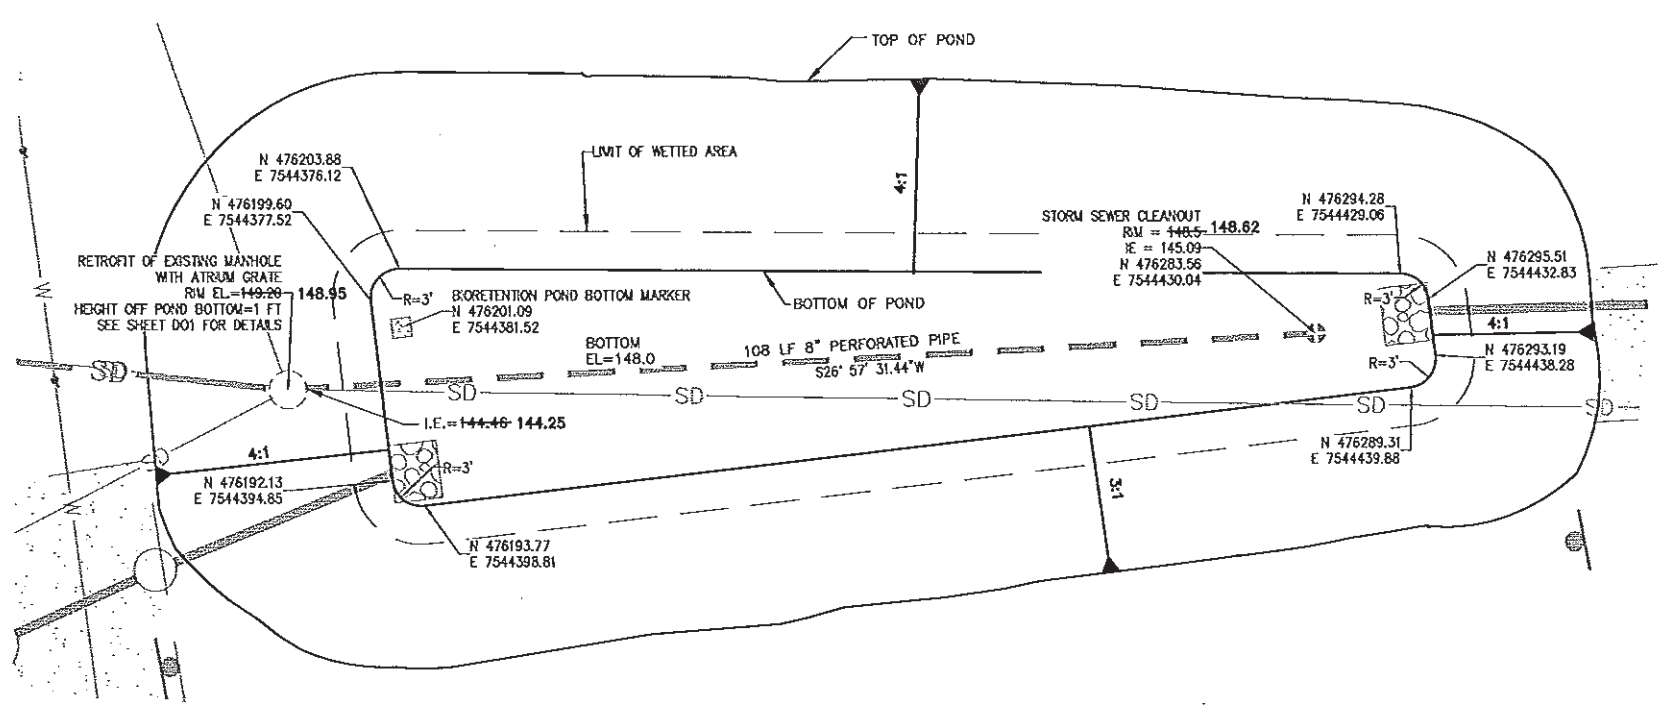 TOP OF POND
LIMIT OF WETTED AREA
N 476203.88
E 7544376.12
N 476199.60
E 7544377.52
4:1
STORM SEWER CLEANOUT
RIM = 148.5 148.62
IE = 145.09
N 476283.56
E 7544430.04
N 476294.28
E 7544429.06
N 476295.51
E 7544432.83
RETROFIT OF EXISTING MANHOLE
WITH ATRIUM GRATE
RIM EL.=149.20 148.95
HEIGHT OFF POND BOTTOM=1 FT
SEE SHEET D01 FOR DETAILS
R=3'
BIORETENTION POND BOTTOM MARKER
N 476201.09
E 7544381.52
BOTTOM OF POND
R=3'
4:1
BOTTOM
EL=148.0
108 LF 8" PERFORATED PIPE
S26° 57' 31.44"W
N 476293.19
E 7544438.28
R=3'
SD
SD
SD
SD
SD
SD
SD
I.E.=144.46 144.25
4:1
R=3'
N 476289.31
E 7544439.88
N 476192.13
E 7544394.85
3:1
N 476193.77
E 7544398.81
W
W